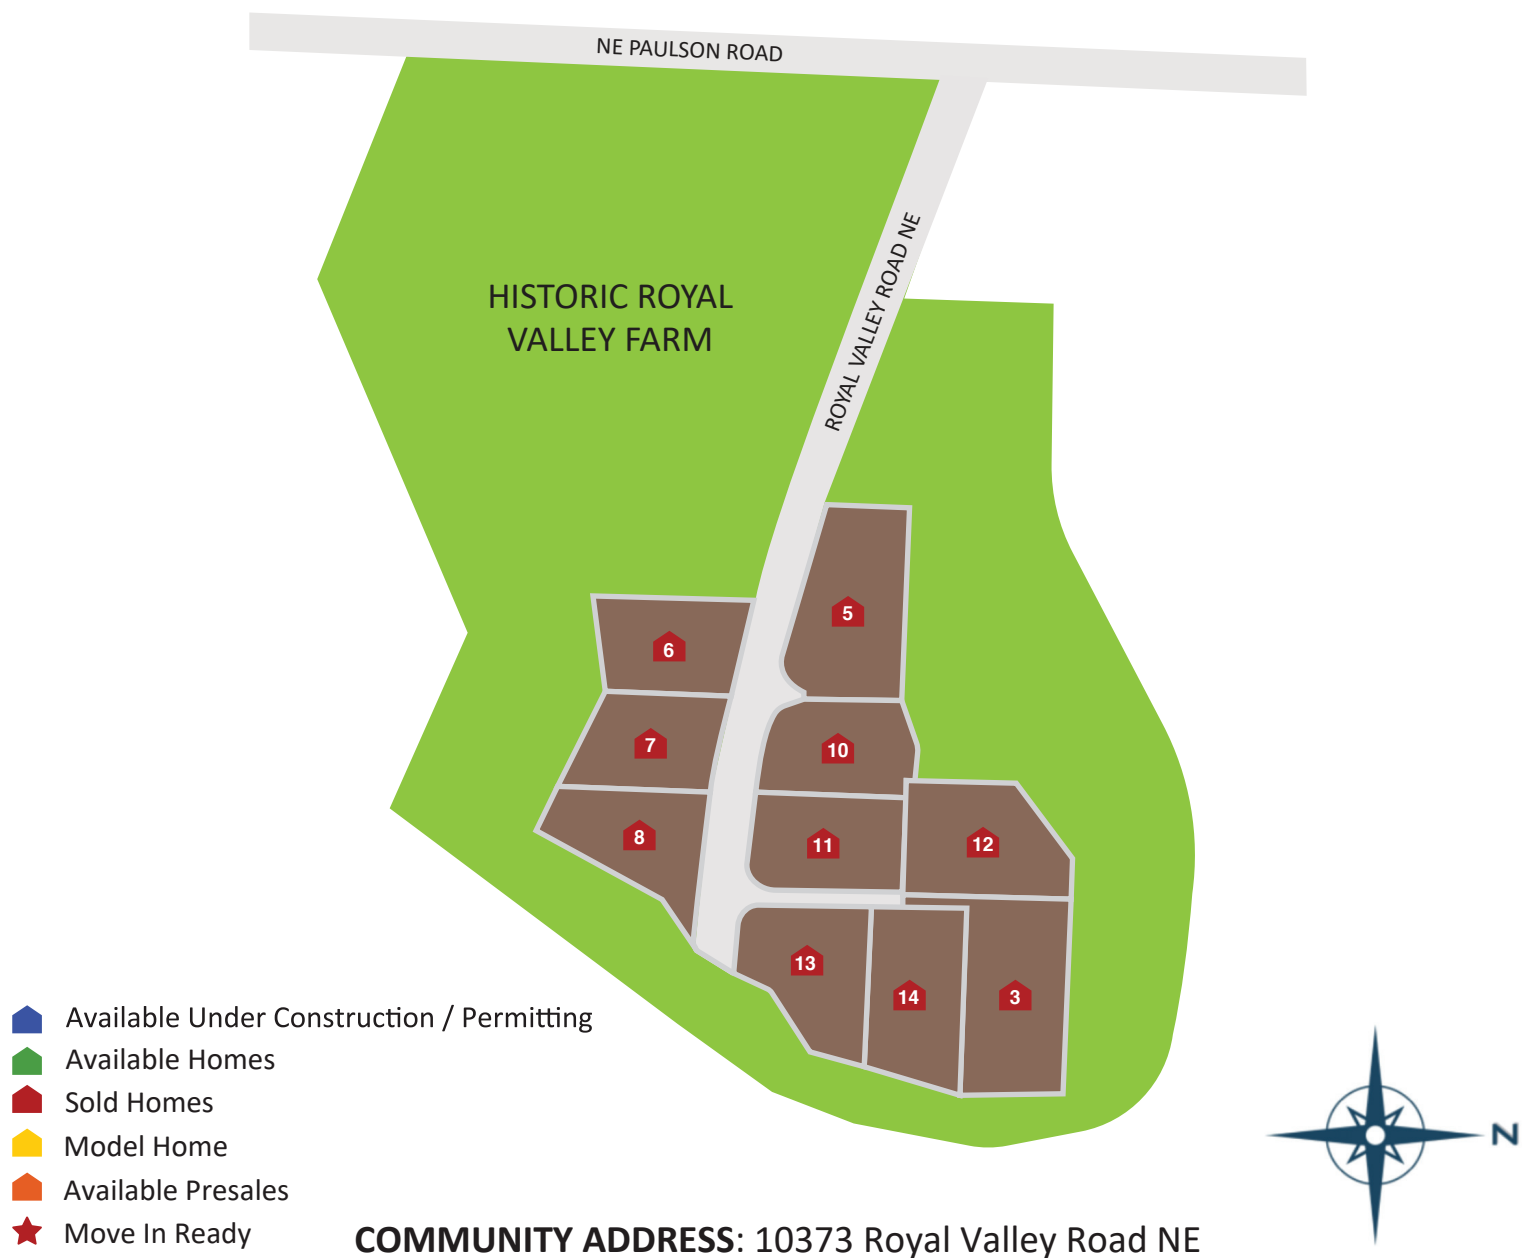 NE PAULSON ROAD
ROYAL VALLEY ROAD NE
HISTORIC ROYAL
VALLEY FARM
5
6
7
10
8
11
12
13
14
3
Available Under Construction / Permitting
Available Homes
Sold Homes
Model Home
Available Presales
Move In Ready
N
COMMUNITY ADDRESS: 10373 Royal Valley Road NE